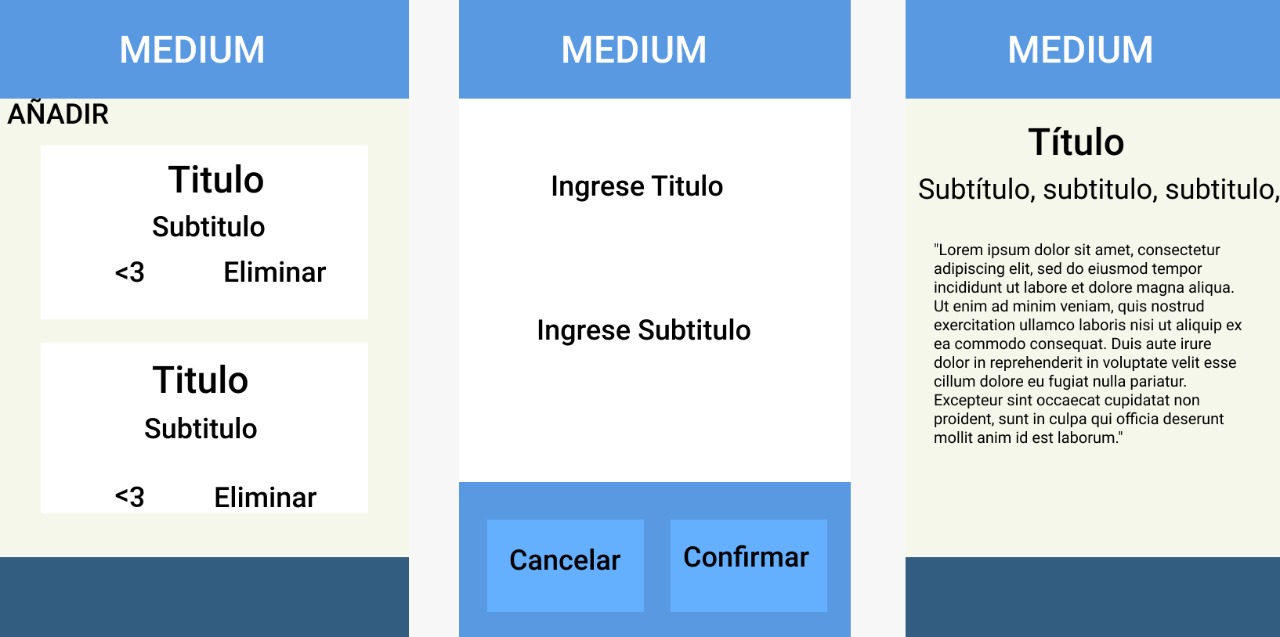 MEDIUM
AÑADIR
Titulo
Subtitulo
<3 Eliminar
Titulo
Subtitulo
<3 Eliminar
MEDIUM
Ingrese Titulo
Ingrese Subtitulo
Cancelar Confirmar
MEDIUM
Título
Subtítulo, subtitulo, subtitulo,
"Lorem ipsum dolor sit amet, consectetur
adipiscing elit, sed do eiusmod tempor
incididunt ut labore et dolore magna aliqua.
Ut enim ad minim veniam, quis nostrud
exercitation ullamco laboris nisi ut aliquip ex
ea commodo consequat. Duis aute irure
dolor in reprehenderit in voluptate velit esse
cillum dolore eu fugiat nulla pariatur.
Excepteur sint occaecat cupidatat non
proident, sunt in culpa qui officia deserunt
mollit anim id est laborum."